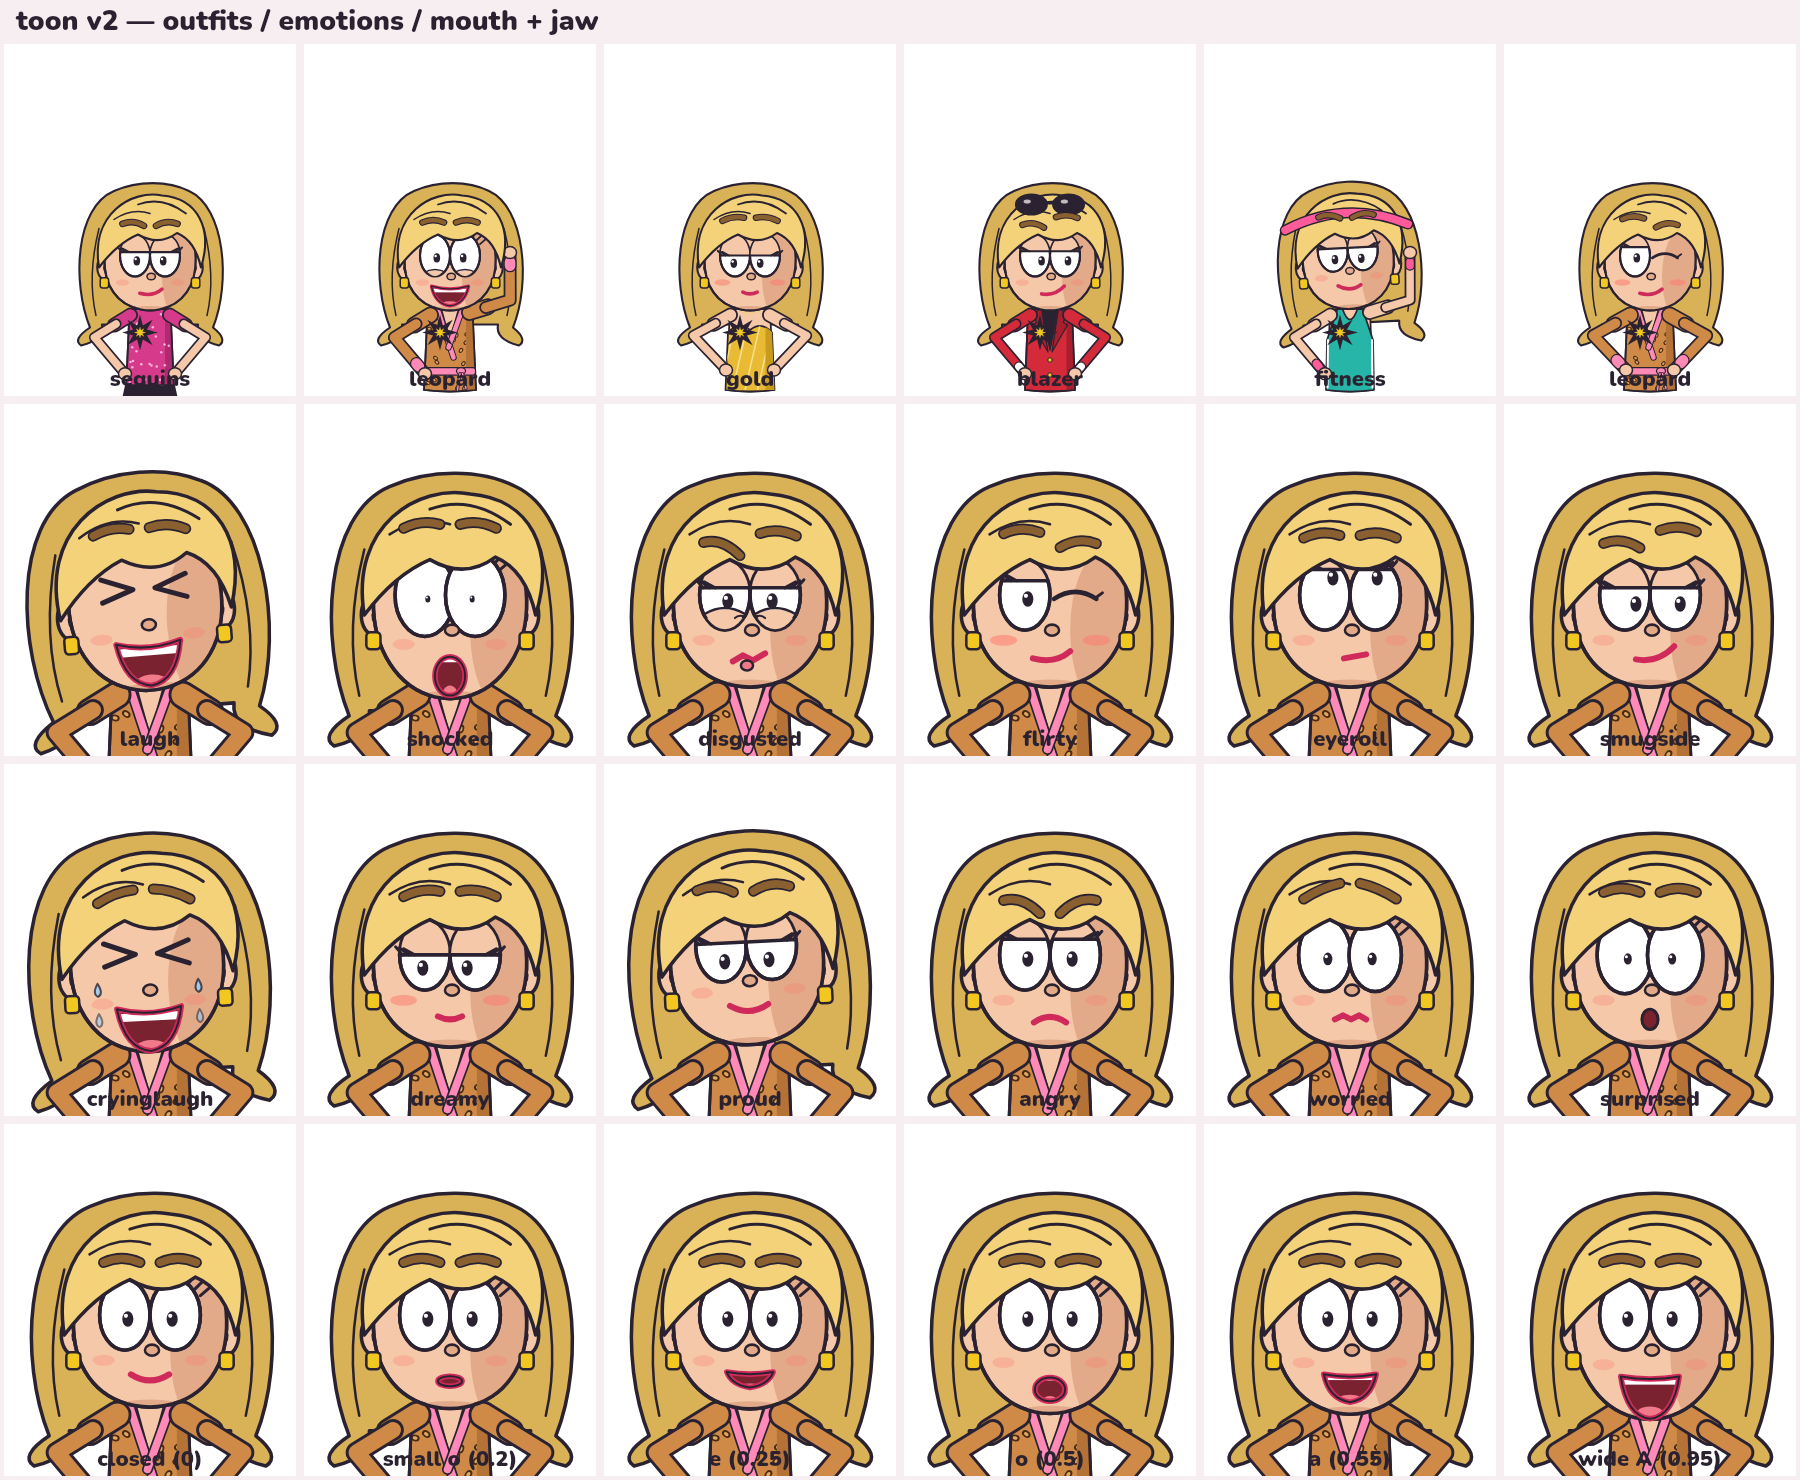 toon v2 — outfits / emotions / mouth + jaw
sequins leopard gold blazer fitness leopard
laugh shocked disgusted flirty eyeroll smugside
cryinglaugh dreamy proud angry worried surprised
closed (0) small o (0.2) e (0.25) o (0.5) a (0.55) wide A (0.95)